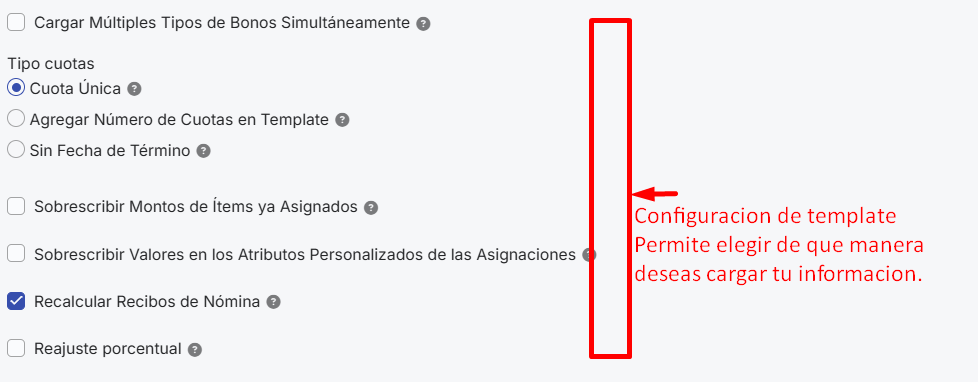 Cargar Múltiples Tipos de Bonos Simultáneamente ?
Tipo cuotas
Cuota Única ?
Agregar Número de Cuotas en Template ?
Sin Fecha de Término ?
Sobrescribir Montos de Ítems ya Asignados ?
Sobrescribir Valores en los Atributos Personalizados de las Asignaciones ?
Recalcular Recibos de Nómina ?
Reajuste porcentual ?
Configuracion de template
Permite elegir de que manera
deseas cargar tu informacion.